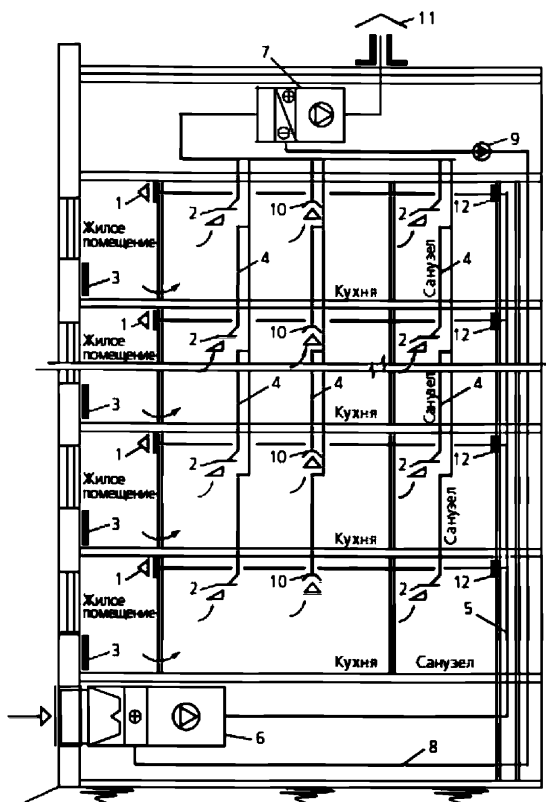 11
7
9
1
2
10
2
12
Жилое
помещение
3
4
Кухня
Санузел
4
1
2
10
2
12
Жилое
помещение
3
4
4
Кухня
Санузел
4
1
2
10
2
12
Жилое
помещение
3
Кухня
Санузел
1
2
10
2
12
Жилое
помещение
5
3
Кухня
Санузел
6
8